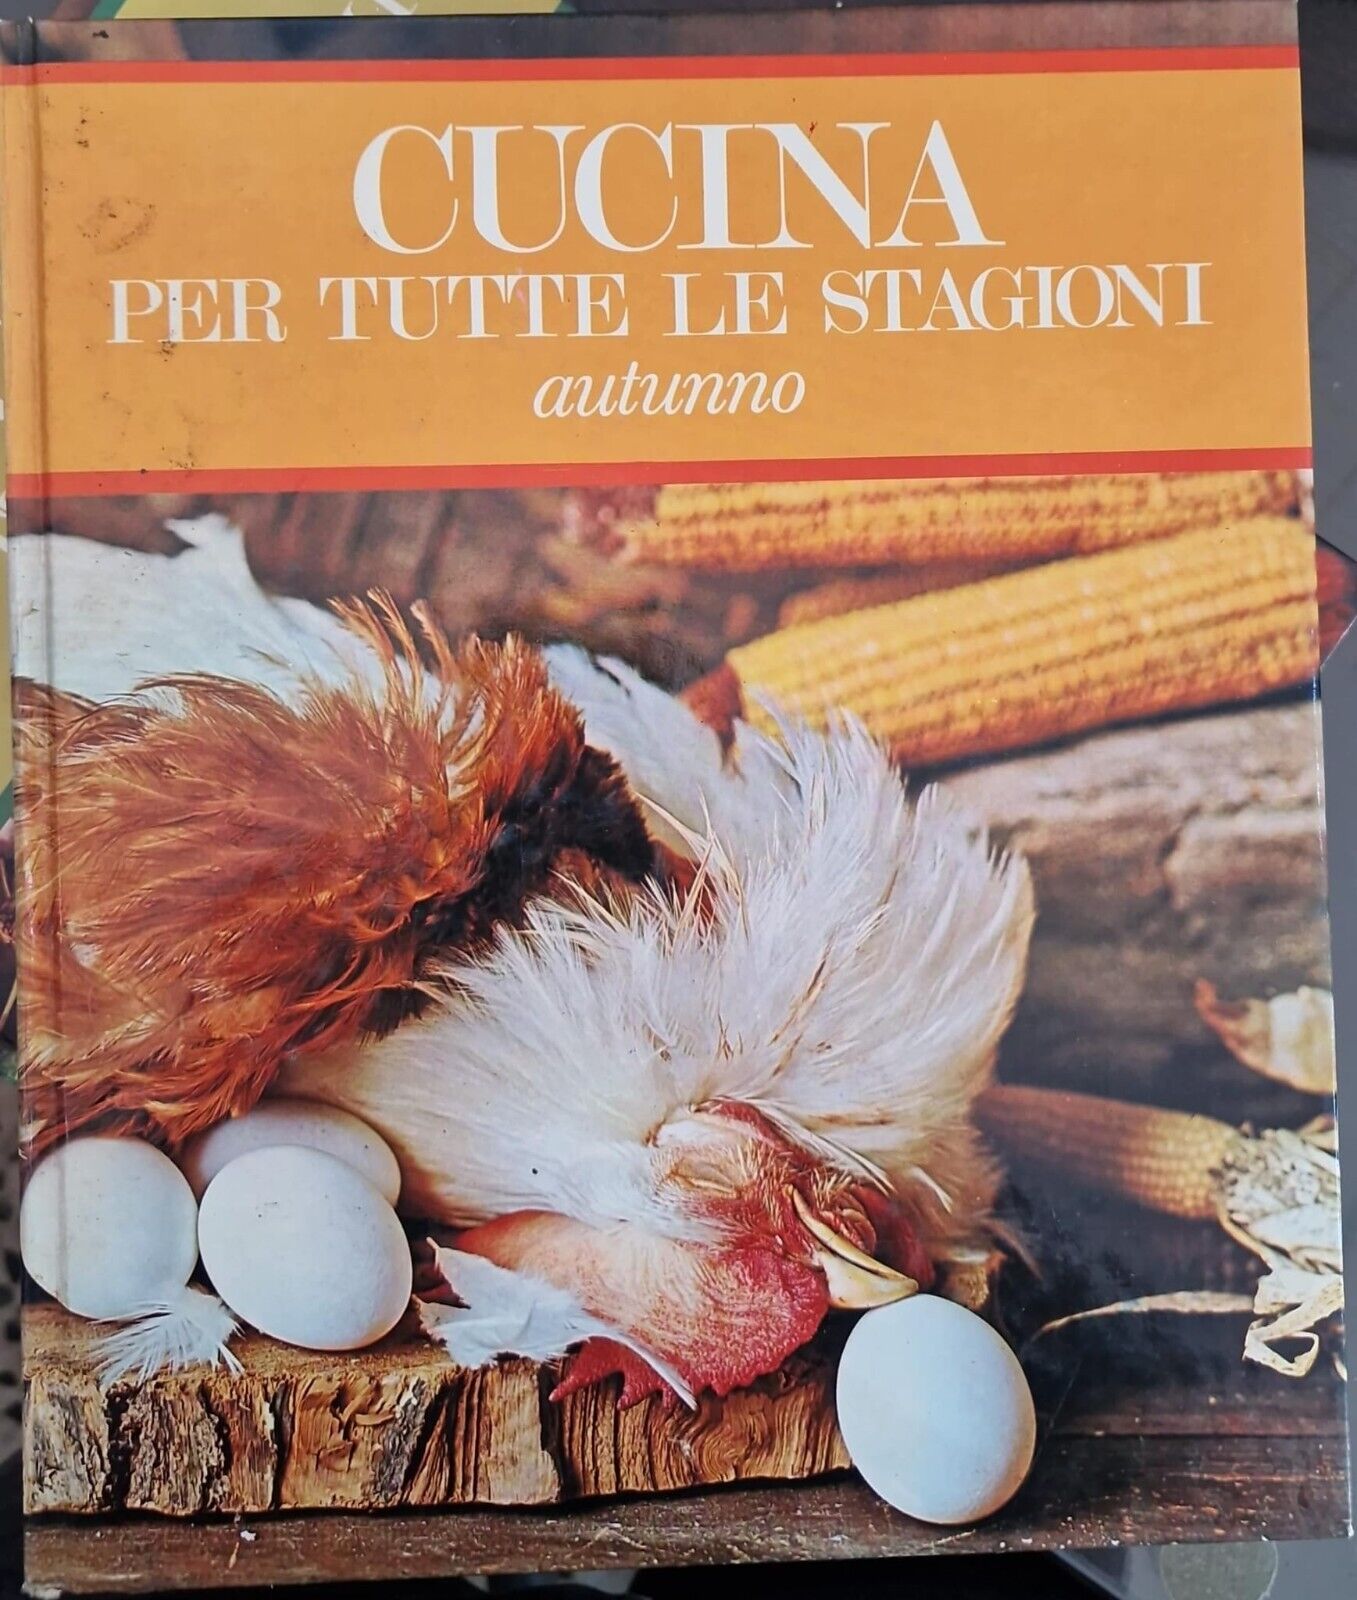 CUCINA
PER TUTTE LE STAGIONI
autunno